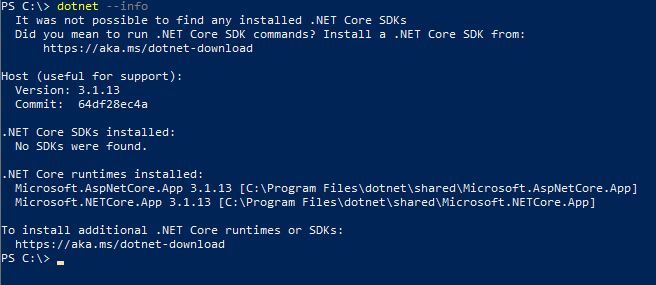 PS C:\> dotnet --info
It was not possible to find any installed .NET Core SDKs
Did you mean to run .NET Core SDK commands? Install a .NET Core SDK from:
https://aka.ms/dotnet-download
Host (useful for support):
Version: 3.1.13
Commit:  64df28ec4a
.NET Core SDKs installed:
No SDKs were found.
.NET Core runtimes installed:
Microsoft.AspNetCore.App 3.1.13 [C:\Program Files\dotnet\shared\Microsoft.AspNetCore.App]
Microsoft.NETCore.App 3.1.13 [C:\Program Files\dotnet\shared\Microsoft.NETCore.App]
To install additional .NET Core runtimes or SDKs:
https://aka.ms/dotnet-download
PS C:\>